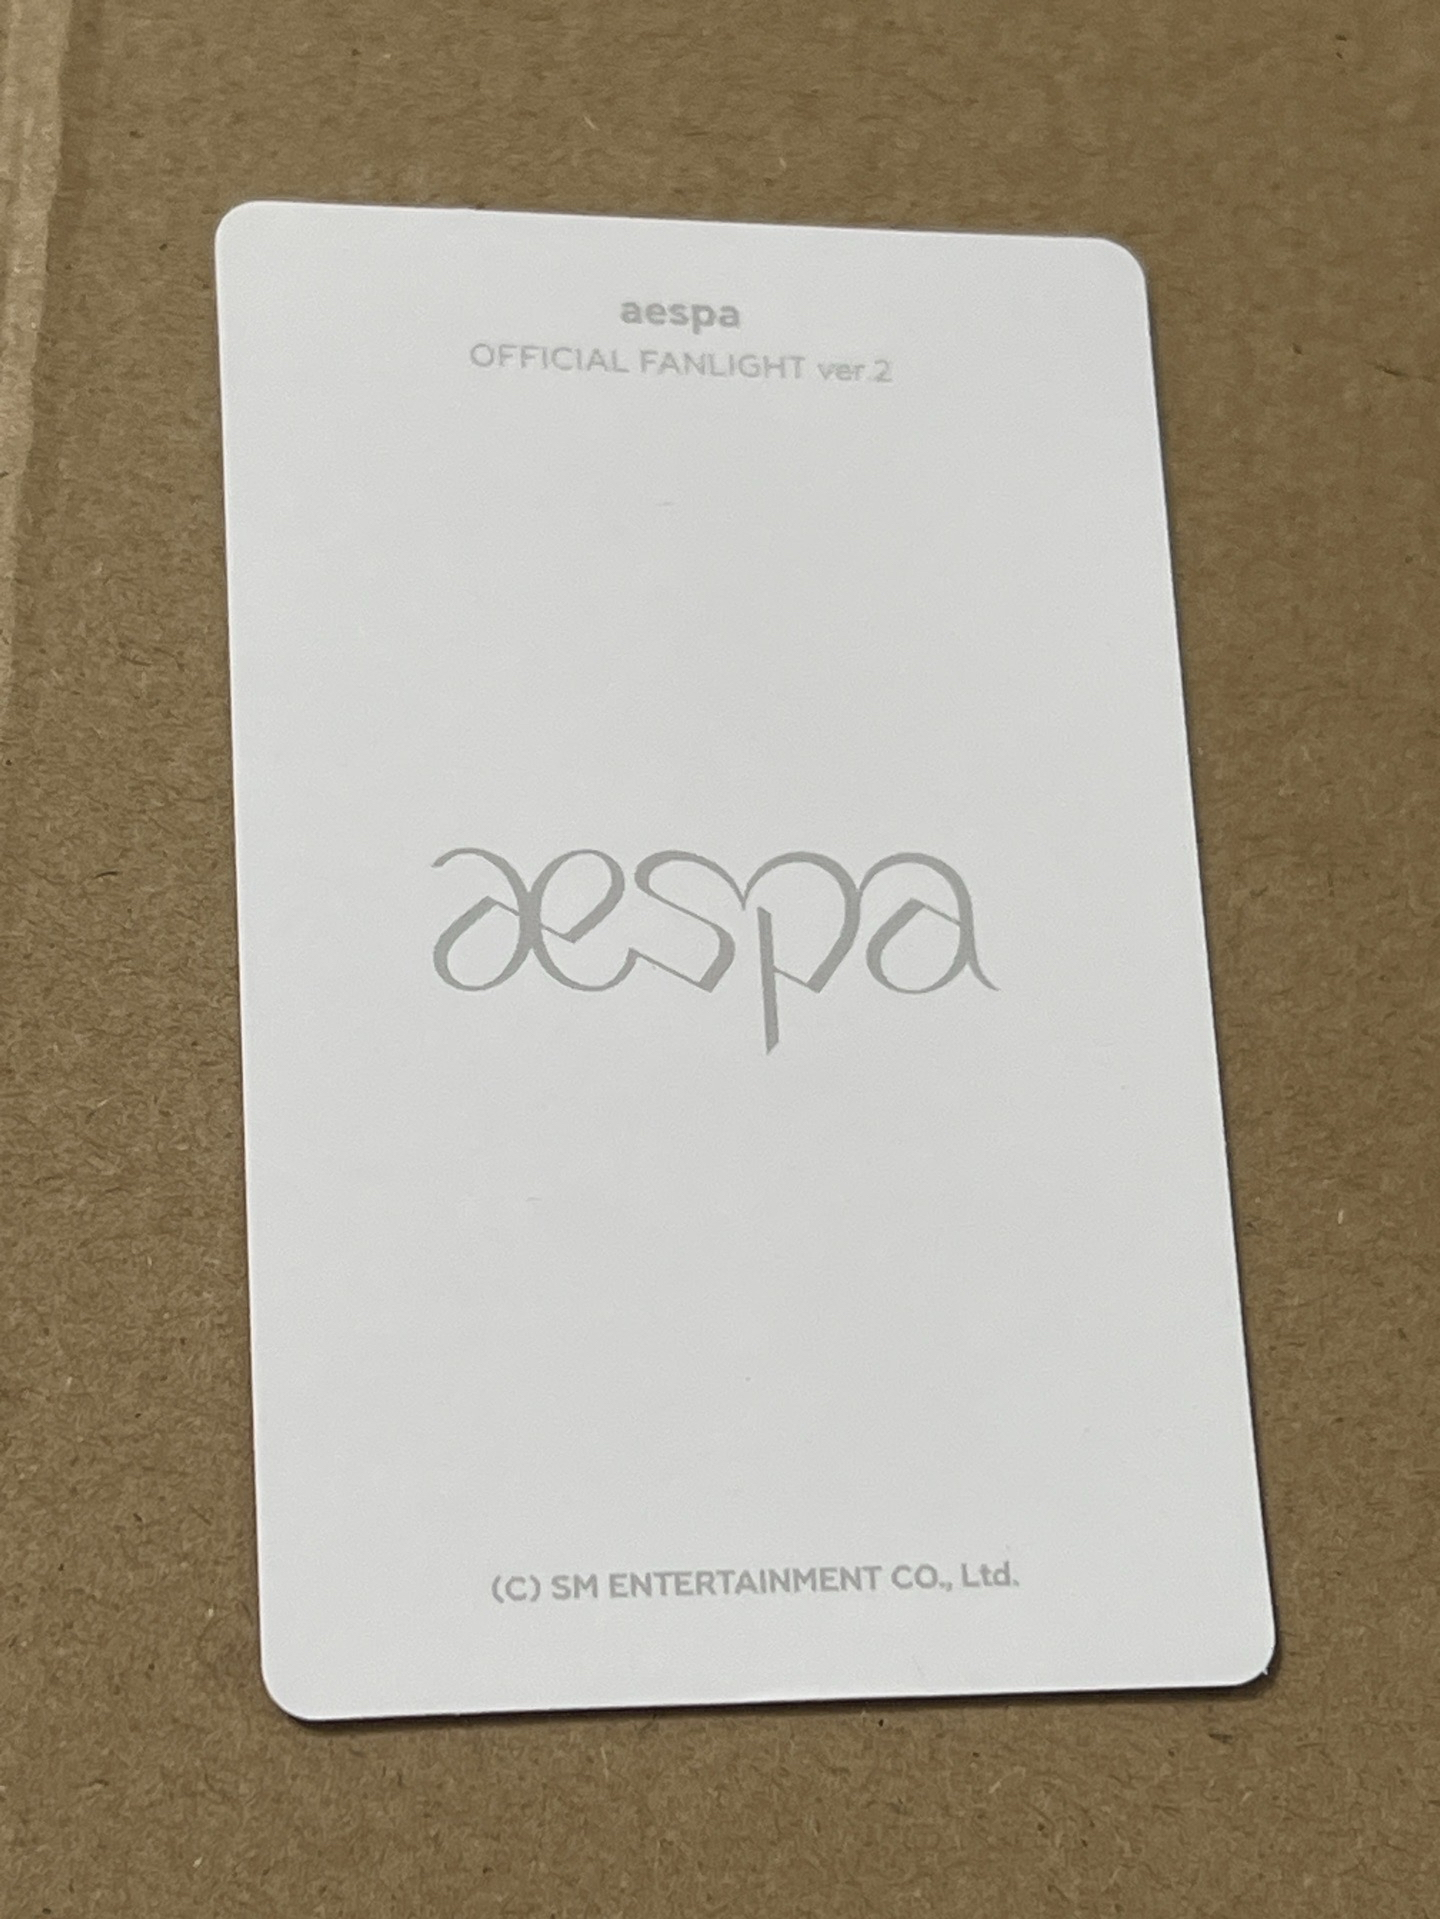 aespa
OFFICIAL FANLIGHT ver.2
aespa
(C) SM ENTERTAINMENT CO., Ltd.